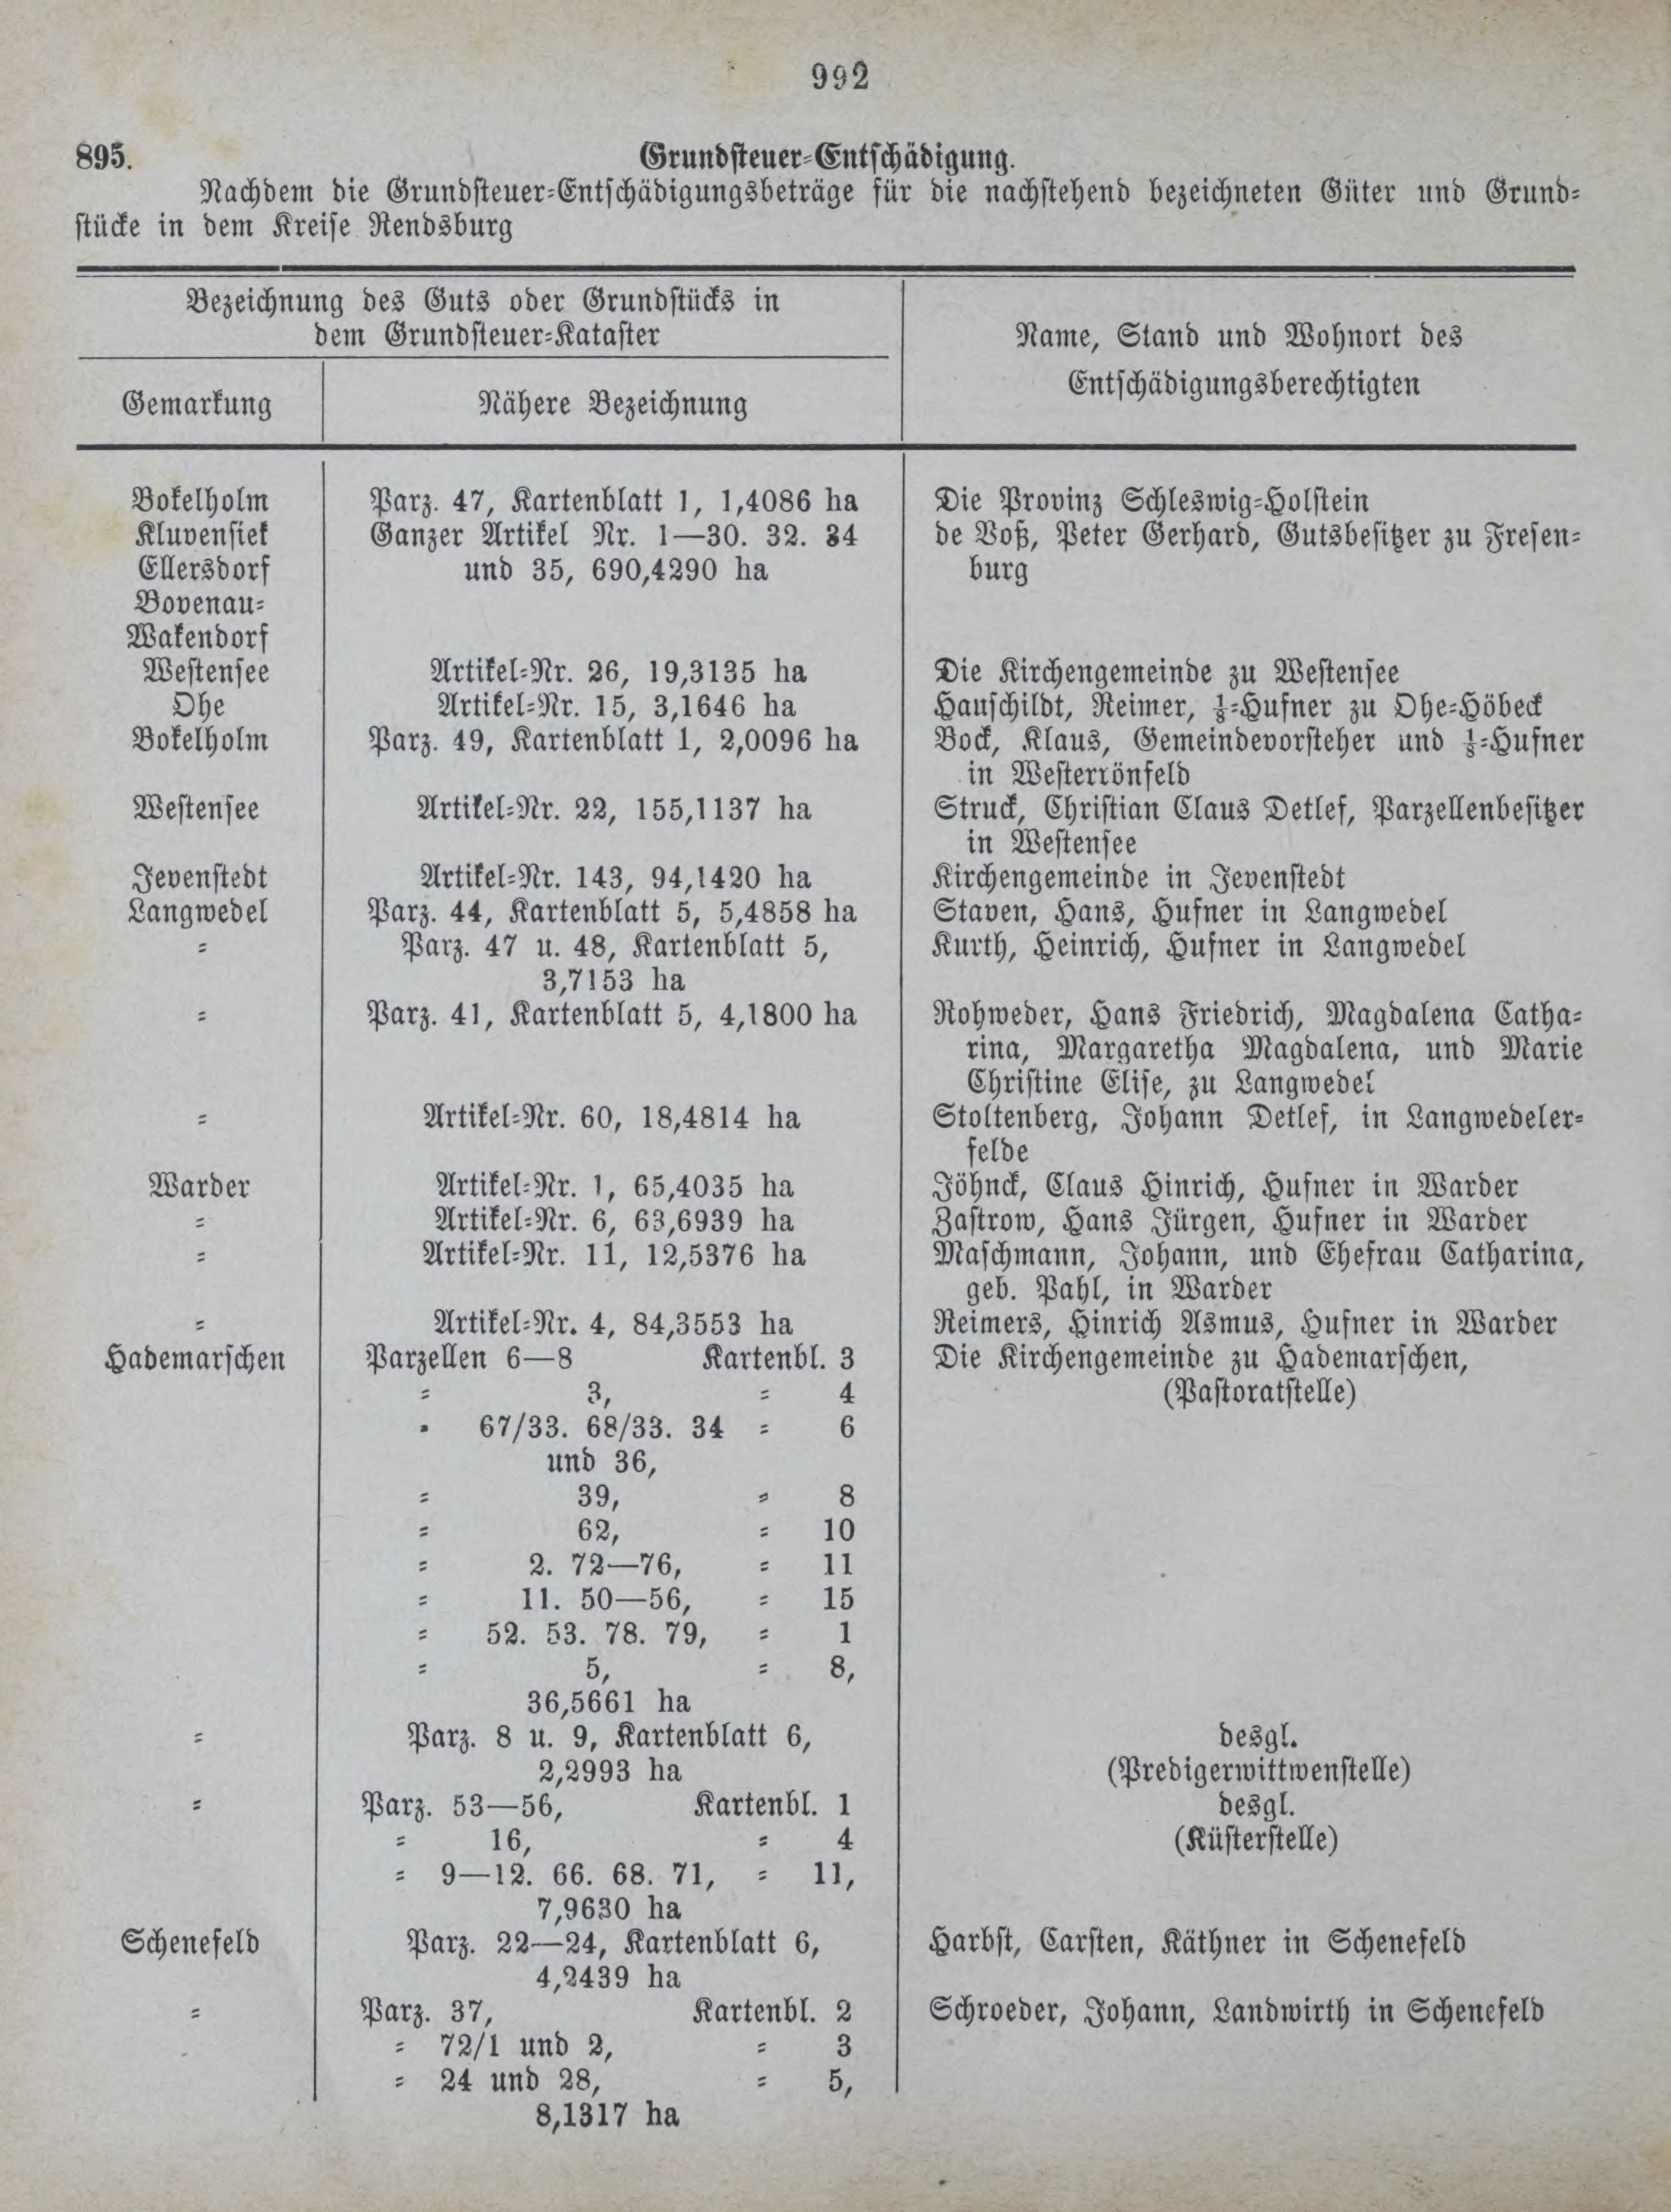 992
895. Grundsteuer-Entschädigung.
Nachdem die Grundsteuer-Entschädigungsbeträge für die nachstehend bezeichneten Güter und Grund-
stücke in dem Kreise Rendsburg
Bezeichnung des Guts oder Grundstücks in
dem Grundsteuer-Kataster
Name, Stand und Wohnort des
Entschädigungsberechtigten
Gemarkung Nähere Bezeichnung
Bokelholm Parz. 47, Kartenblatt 1, 1,4086 ha Die Provinz Schleswig-Holstein
Kluvensiek Ganzer Artikel Nr. 1—30. 32. 34 de Voß, Peter Gerhard, Gutsbesitzer zu Fresen-
Ellersdorf und 35, 690,4290 ha burg
Bovenau-
Wakendorf
Westensee Artikel-Nr. 26, 19,3135 ha Die Kirchengemeinde zu Westensee
Ohe Artikel-Nr. 15, 3,1646 ha Hauschildt, Reimer, ⅛-Hufner zu Ohe-Höbeck
Bokelholm Parz. 49, Kartenblatt 1, 2,0096 ha Bock, Klaus, Gemeindevorsteher und ⅛-Hufner
in Westerrönfeld
Westensee Artikel-Nr. 22, 155,1137 ha Struck, Christian Claus Detlef, Parzellenbesitzer
in Westensee
Jevenstedt Artikel-Nr. 143, 94,1420 ha Kirchengemeinde in Jevenstedt
Langwedel Parz. 44, Kartenblatt 5, 5,4858 ha Staven, Hans, Hufner in Langwedel
= Parz. 47 u. 48, Kartenblatt 5, Kurth, Heinrich, Hufner in Langwedel
3,7153 ha
= Parz. 41, Kartenblatt 5, 4,1800 ha Rohweder, Hans Friedrich, Magdalena Catha-
rina, Margaretha Magdalena, und Marie
Christine Elise, zu Langwedel
= Artikel-Nr. 60, 18,4814 ha Stoltenberg, Johann Detlef, in Langwedeler-
felde
Warder Artikel-Nr. 1, 65,4035 ha Jöhnck, Claus Hinrich, Hufner in Warder
= Artikel-Nr. 6, 63,6939 ha Zastrow, Hans Jürgen, Hufner in Warder
= Artikel-Nr. 11, 12,5376 ha Maschmann, Johann, und Ehefrau Catharina,
geb. Pahl, in Warder
= Artikel-Nr. 4, 84,3553 ha Reimers, Hinrich Asmus, Hufner in Warder
Hademarschen Parzellen 6—8 Kartenbl. 3 Die Kirchengemeinde zu Hademarschen,
= 3, = 4 (Pastoratstelle)
= 67/33. 68/33. 34 = 6
und 36,
= 39, = 8
= 62, = 10
= 2. 72—76, = 11
= 11. 50—56, = 15
= 52. 53. 78. 79, = 1
= 5, = 8,
36,5661 ha
= Parz. 8 u. 9, Kartenblatt 6, desgl.
2,2993 ha (Predigerwittwenstelle)
= Parz. 53—56, Kartenbl. 1 desgl.
= 16, = 4 (Küsterstelle)
= 9—12. 66. 68. 71, = 11,
7,9630 ha
Schenefeld Parz. 22—24, Kartenblatt 6, Harbst, Carsten, Käthner in Schenefeld
4,2439 ha
= Parz. 37, Kartenbl. 2 Schroeder, Johann, Landwirth in Schenefeld
= 72/1 und 2, = 3
= 24 und 28, = 5,
8,1317 ha